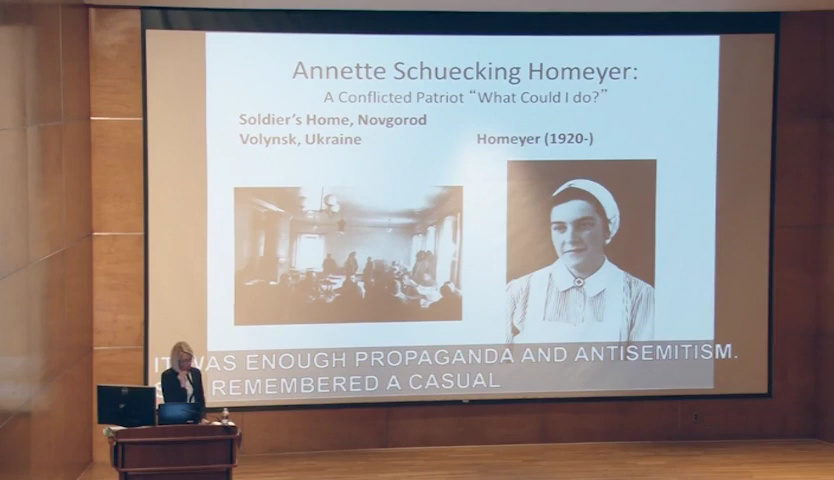 Annette Schuecking Homeyer:
A Conflicted Patriot “What Could I do?”
Soldier’s Home, Novgorod
Volynsk, Ukraine
Homeyer (1920-)
IT WAS ENOUGH PROPAGANDA AND ANTISEMITISM.
REMEMBERED A CASUAL